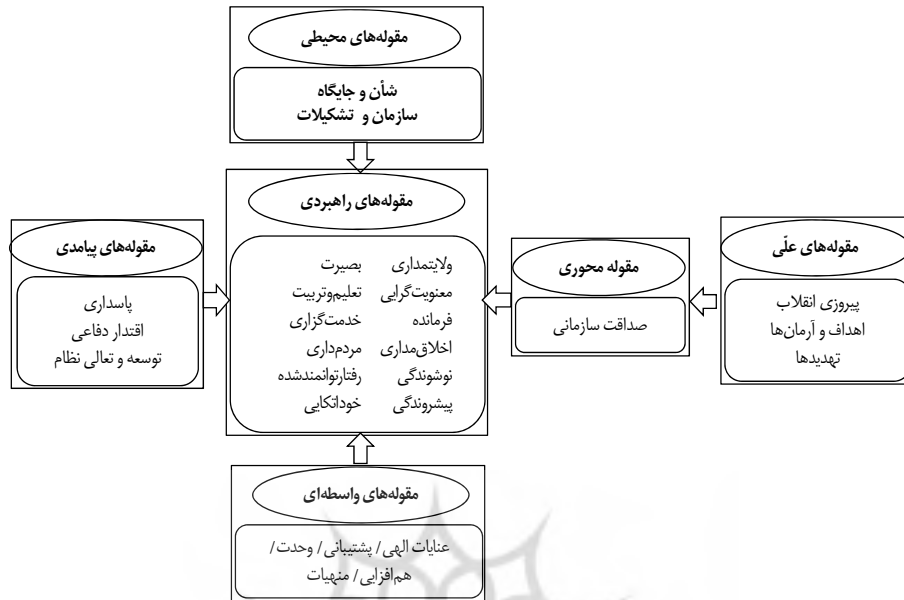 مقوله‌های محیطی
شأن و جایگاه
سازمان و تشکیلات
مقوله‌های علّی
پیروزی انقلاب
اهداف و آرمان‌ها
تهدیدها
مقوله محوری
صداقت سازمانی
مقوله‌های راهبردی
ولایتمداری بصیرت
معنویت‌گرایی تعلیم‌وتربیت
فرمانده خدمت‌گزاری
اخلاق‌مداری مردم‌داری
نوشوندگی رفتارتوانمندشده
پیشروندگی خوداتکایی
مقوله‌های پیامدی
پاسداری
اقتدار دفاعی
توسعه و تعالی نظام
مقوله‌های واسطه‌ای
عنایات الهی/ پشتیبانی/ وحدت/
هم‌افزایی/ منهیات